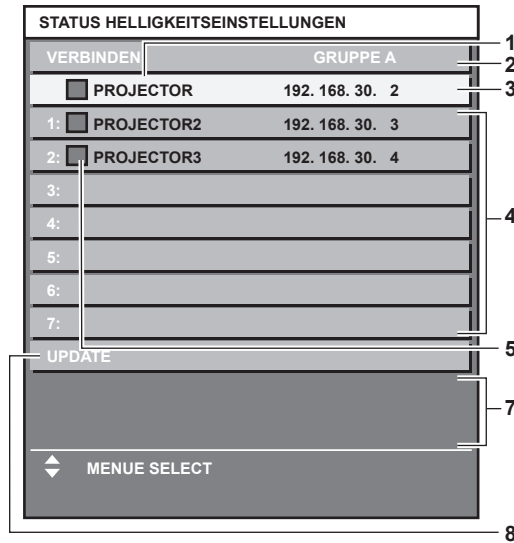 STATUS HELLIGKEITSEINSTELLUNGEN
VERBINDEN GRUPPE A
PROJECTOR 192. 168. 30. 2
1: PROJECTOR2 192. 168. 30. 3
2: PROJECTOR3 192. 168. 30. 4
3:
4:
5:
6:
7:
UPDATE
MENUE SELECT
1
2
3
4
5
7
8